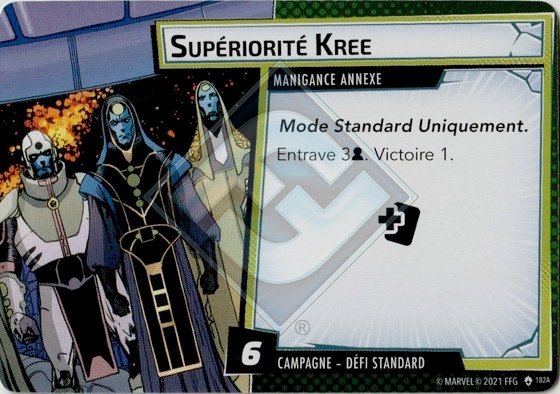 Supériorité Kree
MANIGANCE ANNEXE
Mode Standard Uniquement.
Entrave 3. Victoire 1.
®
6
CAMPAGNE – DÉFI STANDARD
© MARVEL © 2021 FFG 182A